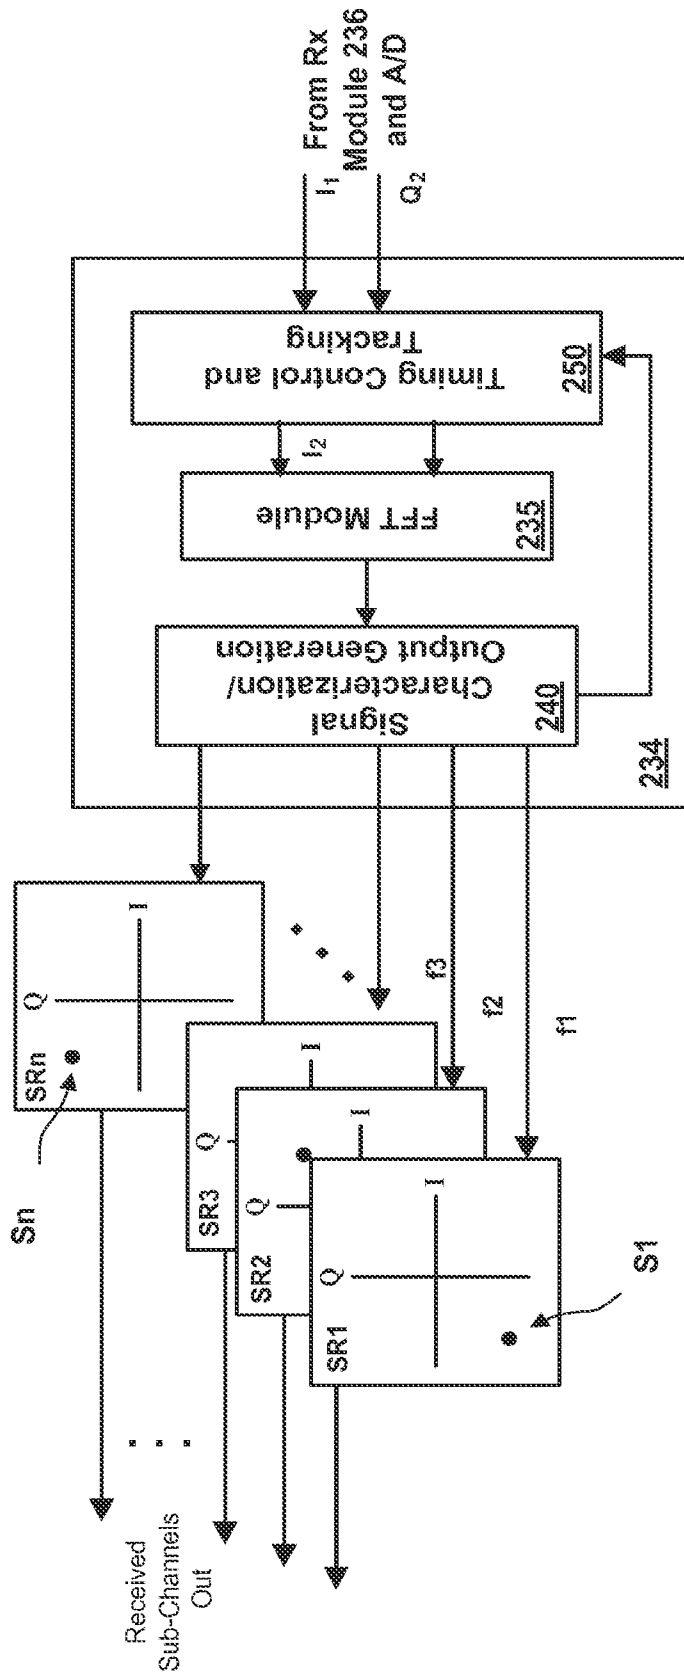 From Rx
Module 236
and A/D
I₁
Q₂
Timing Control and
Tracking
250
I₂
FFT Module
235
Signal
Characterization/
Output Generation
240
234
f3
f2
f1
SRn
Q
I
Sn
SR3
Q
I
SR2
Q
I
SR1
Q
I
S1
. . .
Received
Sub-Channels
Out